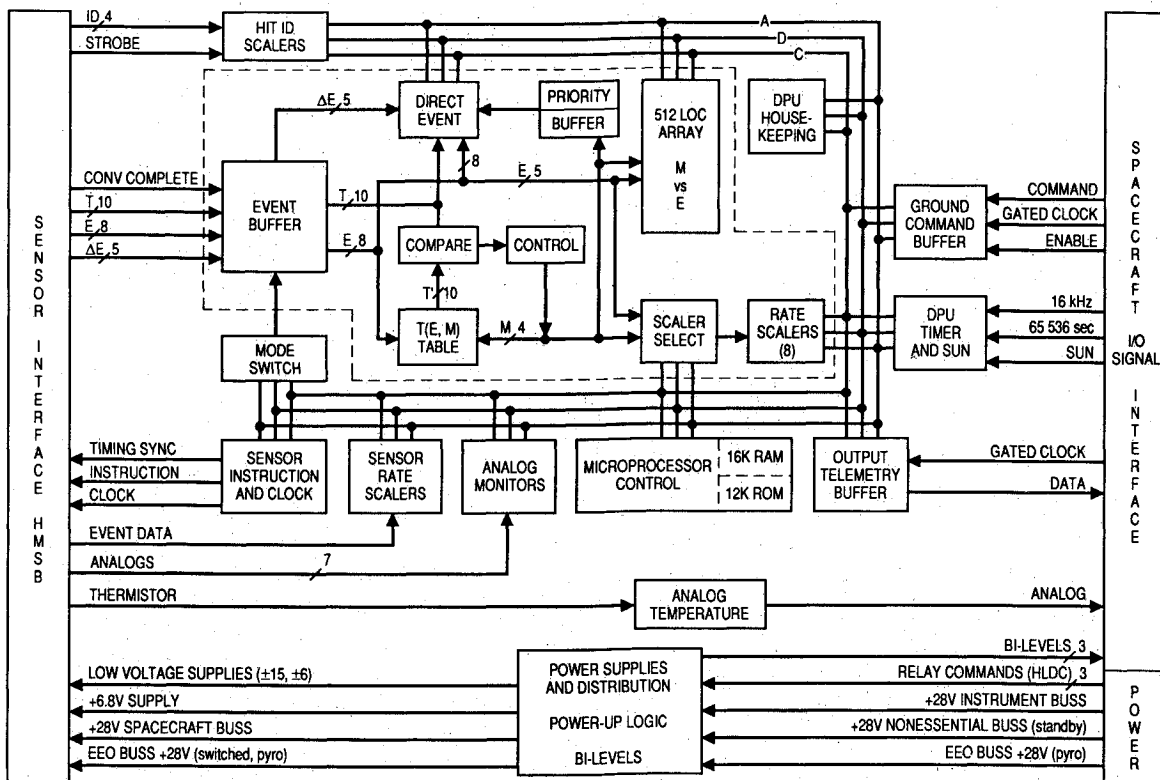 ID 4
STROBE
HIT ID
SCALERS
A
D
C
ΔE 5
DIRECT
EVENT
PRIORITY
BUFFER
512 LOC
ARRAY
M
vs
E
DPU
HOUSE-
KEEPING
8
E 5
CONV COMPLETE
T 10
E 8
ΔE 5
EVENT
BUFFER
T 10
E 8
COMPARE
CONTROL
GROUND
COMMAND
BUFFER
COMMAND
GATED CLOCK
ENABLE
T' 10
T(E, M)
TABLE
M 4
SCALER
SELECT
RATE
SCALERS
(8)
DPU
TIMER
AND SUN
16 kHz
65 536 sec
SUN
MODE
SWITCH
TIMING SYNC
INSTRUCTION
CLOCK
SENSOR
INSTRUCTION
AND CLOCK
SENSOR
RATE
SCALERS
ANALOG
MONITORS
MICROPROCESSOR
CONTROL
16K RAM
12K ROM
OUTPUT
TELEMETRY
BUFFER
GATED CLOCK
DATA
EVENT DATA
ANALOGS
7
THERMISTOR
ANALOG
TEMPERATURE
ANALOG
BI-LEVELS 3
LOW VOLTAGE SUPPLIES (±15, ±6)
+6.8V SUPPLY
+28V SPACECRAFT BUSS
EEO BUSS +28V (switched, pyro)
POWER SUPPLIES
AND DISTRIBUTION
POWER-UP LOGIC
BI-LEVELS
RELAY COMMANDS (HLDC) 3
+28V INSTRUMENT BUSS
+28V NONESSENTIAL BUSS (standby)
EEO BUSS +28V (pyro)
SENSOR INTERFACE HMSB
SPACECRAFT I/O SIGNAL INTERFACE
POWER